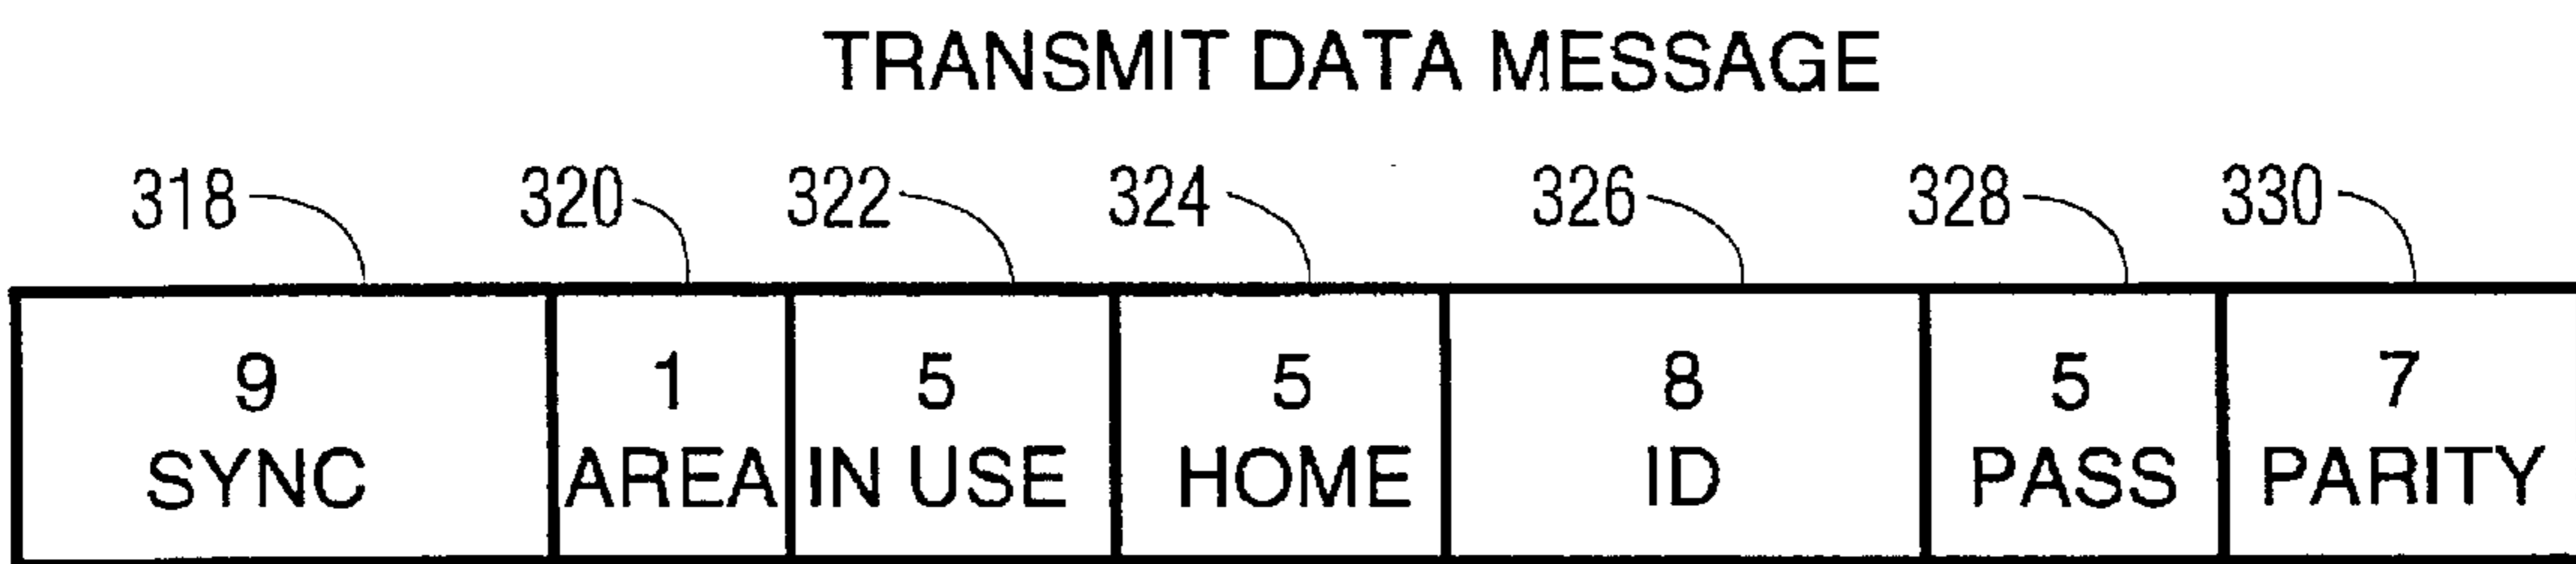 TRANSMIT DATA MESSAGE
318 320 322 324 326 328 330
9 1 5 5 8 5 7
SYNC AREA IN USE HOME ID PASS PARITY